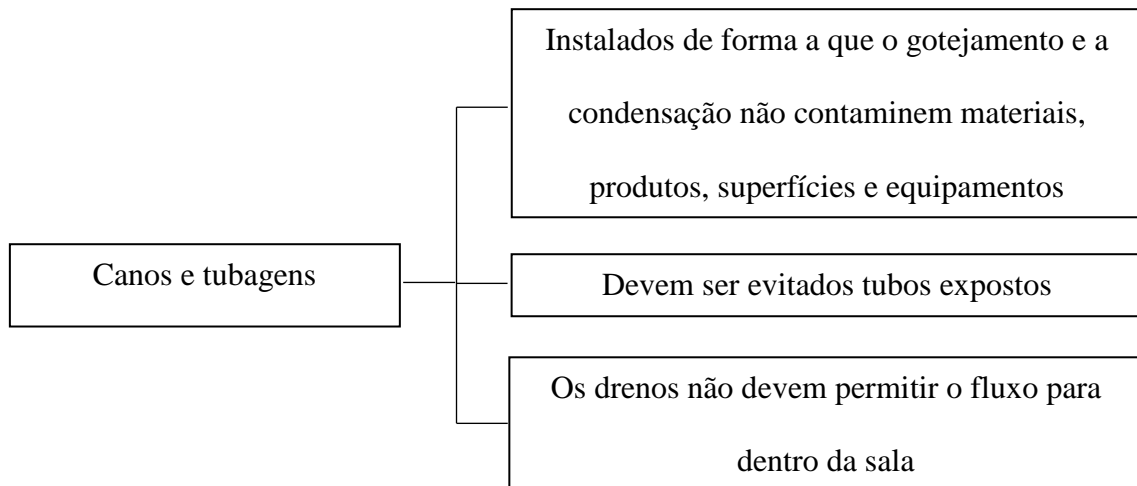 Canos e tubagens
Instalados de forma a que o gotejamento e a
condensação não contaminem materiais,
produtos, superfícies e equipamentos
Devem ser evitados tubos expostos
Os drenos não devem permitir o fluxo para
dentro da sala